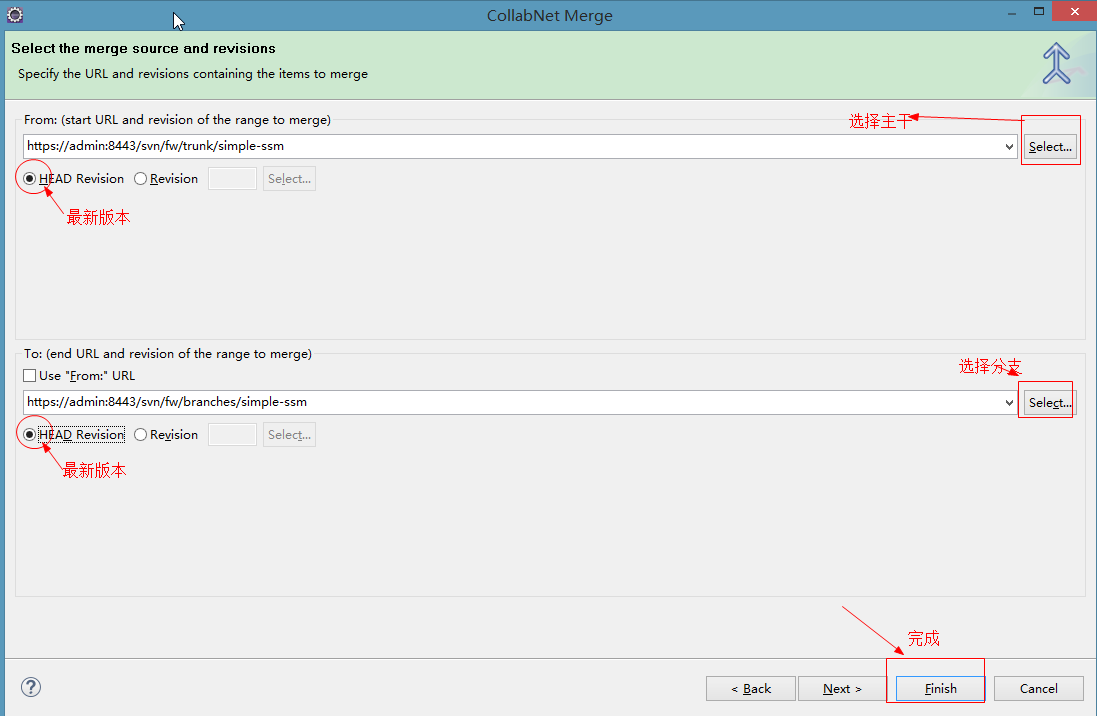 CollabNet Merge
Select the merge source and revisions
Specify the URL and revisions containing the items to merge
From: (start URL and revision of the range to merge)
选择主干
https://admin:8443/svn/fw/trunk/simple-ssm
Select...
HEAD Revision
Revision
Select...
最新版本
To: (end URL and revision of the range to merge)
选择分支
Use "From:" URL
https://admin:8443/svn/fw/branches/simple-ssm
Select...
HEAD Revision
Revision
Select...
最新版本
完成
?
< Back
Next >
Finish
Cancel